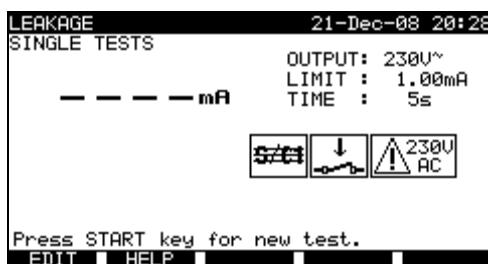 LEAKAGE 21-Dec-08 20:28
SINGLE TESTS
OUTPUT: 230V~
LIMIT : 1.00mA
– – – – mA TIME : 5s
230V
AC
Press START key for new test.
EDIT HELP